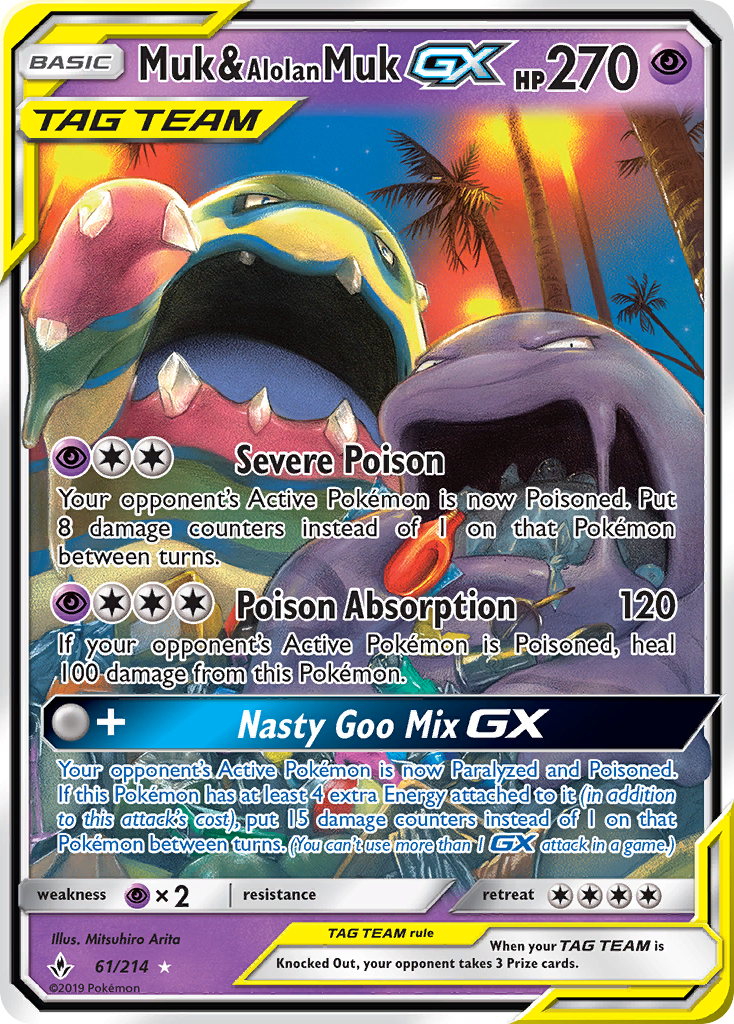 BASIC Muk & Alolan Muk GX HP 270
TAG TEAM
Severe Poison
Your opponent's Active Pokémon is now Poisoned. Put
8 damage counters instead of 1 on that Pokémon
between turns.
Poison Absorption 120
If your opponent's Active Pokémon is Poisoned, heal
100 damage from this Pokémon.
+ Nasty Goo Mix GX
Your opponent's Active Pokémon is now Paralyzed and Poisoned.
If this Pokémon has at least 4 extra Energy attached to it (in addition
to this attack's cost), put 15 damage counters instead of 1 on that
Pokémon between turns. (You can't use more than 1 GX attack in a game.)
weakness ×2 resistance retreat
Illus. Mitsuhiro Arita
61/214
©2019 Pokémon
TAG TEAM rule
When your TAG TEAM is
Knocked Out, your opponent takes 3 Prize cards.